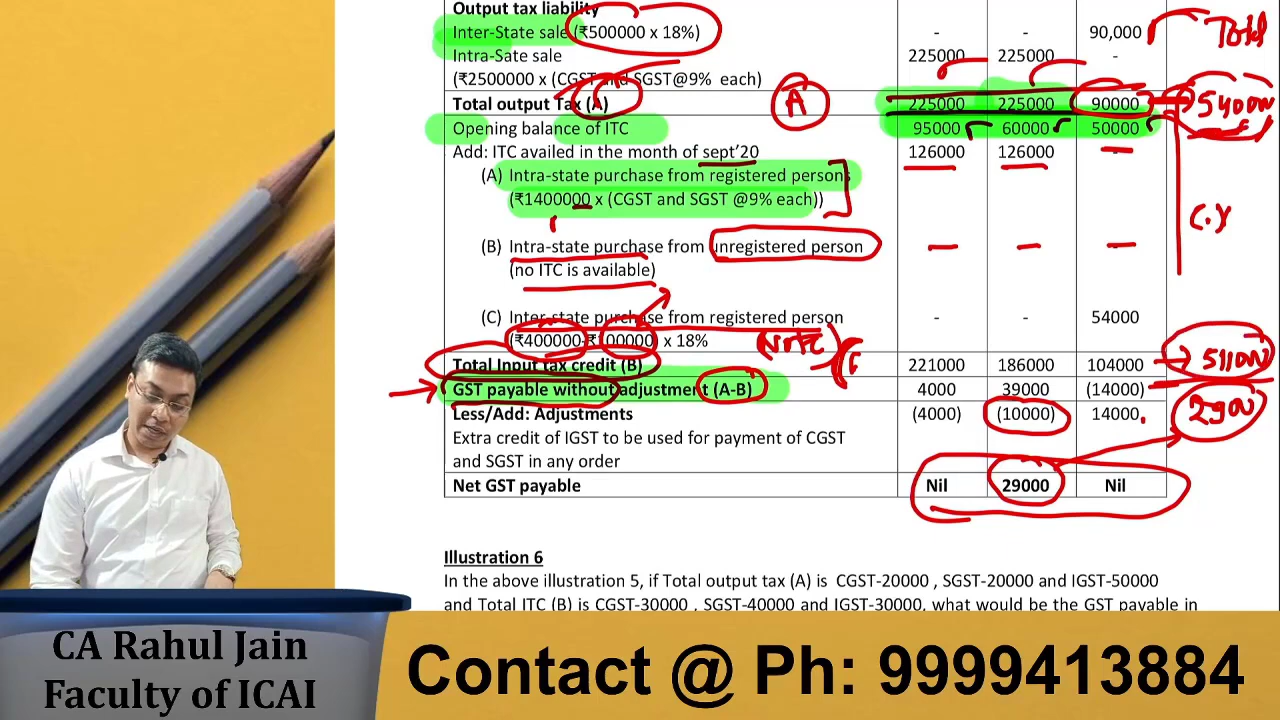 Output tax liability
Inter-State sale (₹500000 x 18%) - - 90,000 Total
Intra-Sate sale 225000 225000 -
(₹2500000 x (CGST and SGST@9% each)
Total output Tax (A) A 225000 225000 90000
Opening balance of ITC 95000 60000 50000
Add: ITC availed in the month of sept'20 126000 126000
(A) Intra-state purchase from registered persons
(₹1400000 x (CGST and SGST @9% each))
(B) Intra-state purchase from unregistered person
(no ITC is available)
(C) Inter-state purchase from registered person - - 54000
(₹400000-₹100000) x 18%
Total Input tax credit (B) 221000 186000 104000 511000
GST payable without adjustment (A-B) 4000 39000 (14000)
Less/Add: Adjustments (4000) (10000) 14000
Extra credit of IGST to be used for payment of CGST
and SGST in any order
Net GST payable Nil 29000 Nil
Illustration 6
In the above illustration 5, if Total output tax (A) is CGST-20000 , SGST-20000 and IGST-50000
and Total ITC (B) is CGST-30000 , SGST-40000 and IGST-30000, what would be the GST payable in
CA Rahul Jain
Faculty of ICAI
Contact @ Ph: 9999413884